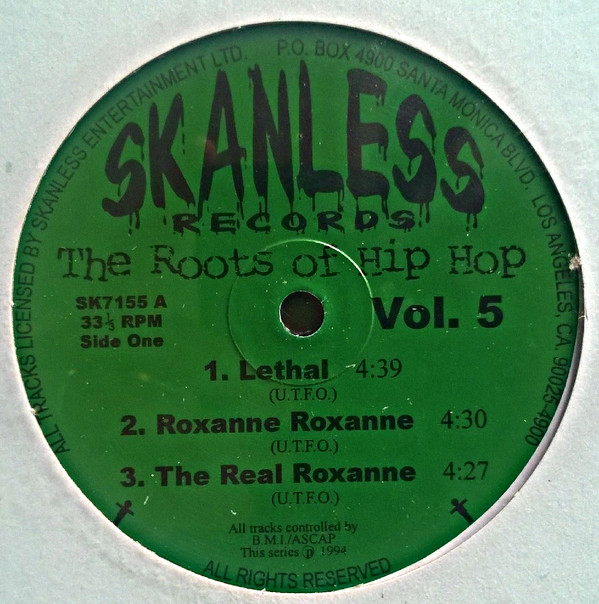 ALL TRACKS LICENSED BY SKANLESS ENTERTAINMENT LTD. P.O. BOX 4900 SANTA MONICA BLVD. LOS ANGELES, CA 90025-4900
SKANLESS
RECORDS
The Roots of Hip Hop
SK7155 A
33⅓ RPM
Side One
Vol. 5
1. Lethal 4:39
(U.T.F.O.)
2. Roxanne Roxanne 4:30
(U.T.F.O.)
3. The Real Roxanne 4:27
(U.T.F.O.)
All tracks controlled by
B.M.I./ASCAP
This series ℗ 1994
ALL RIGHTS RESERVED